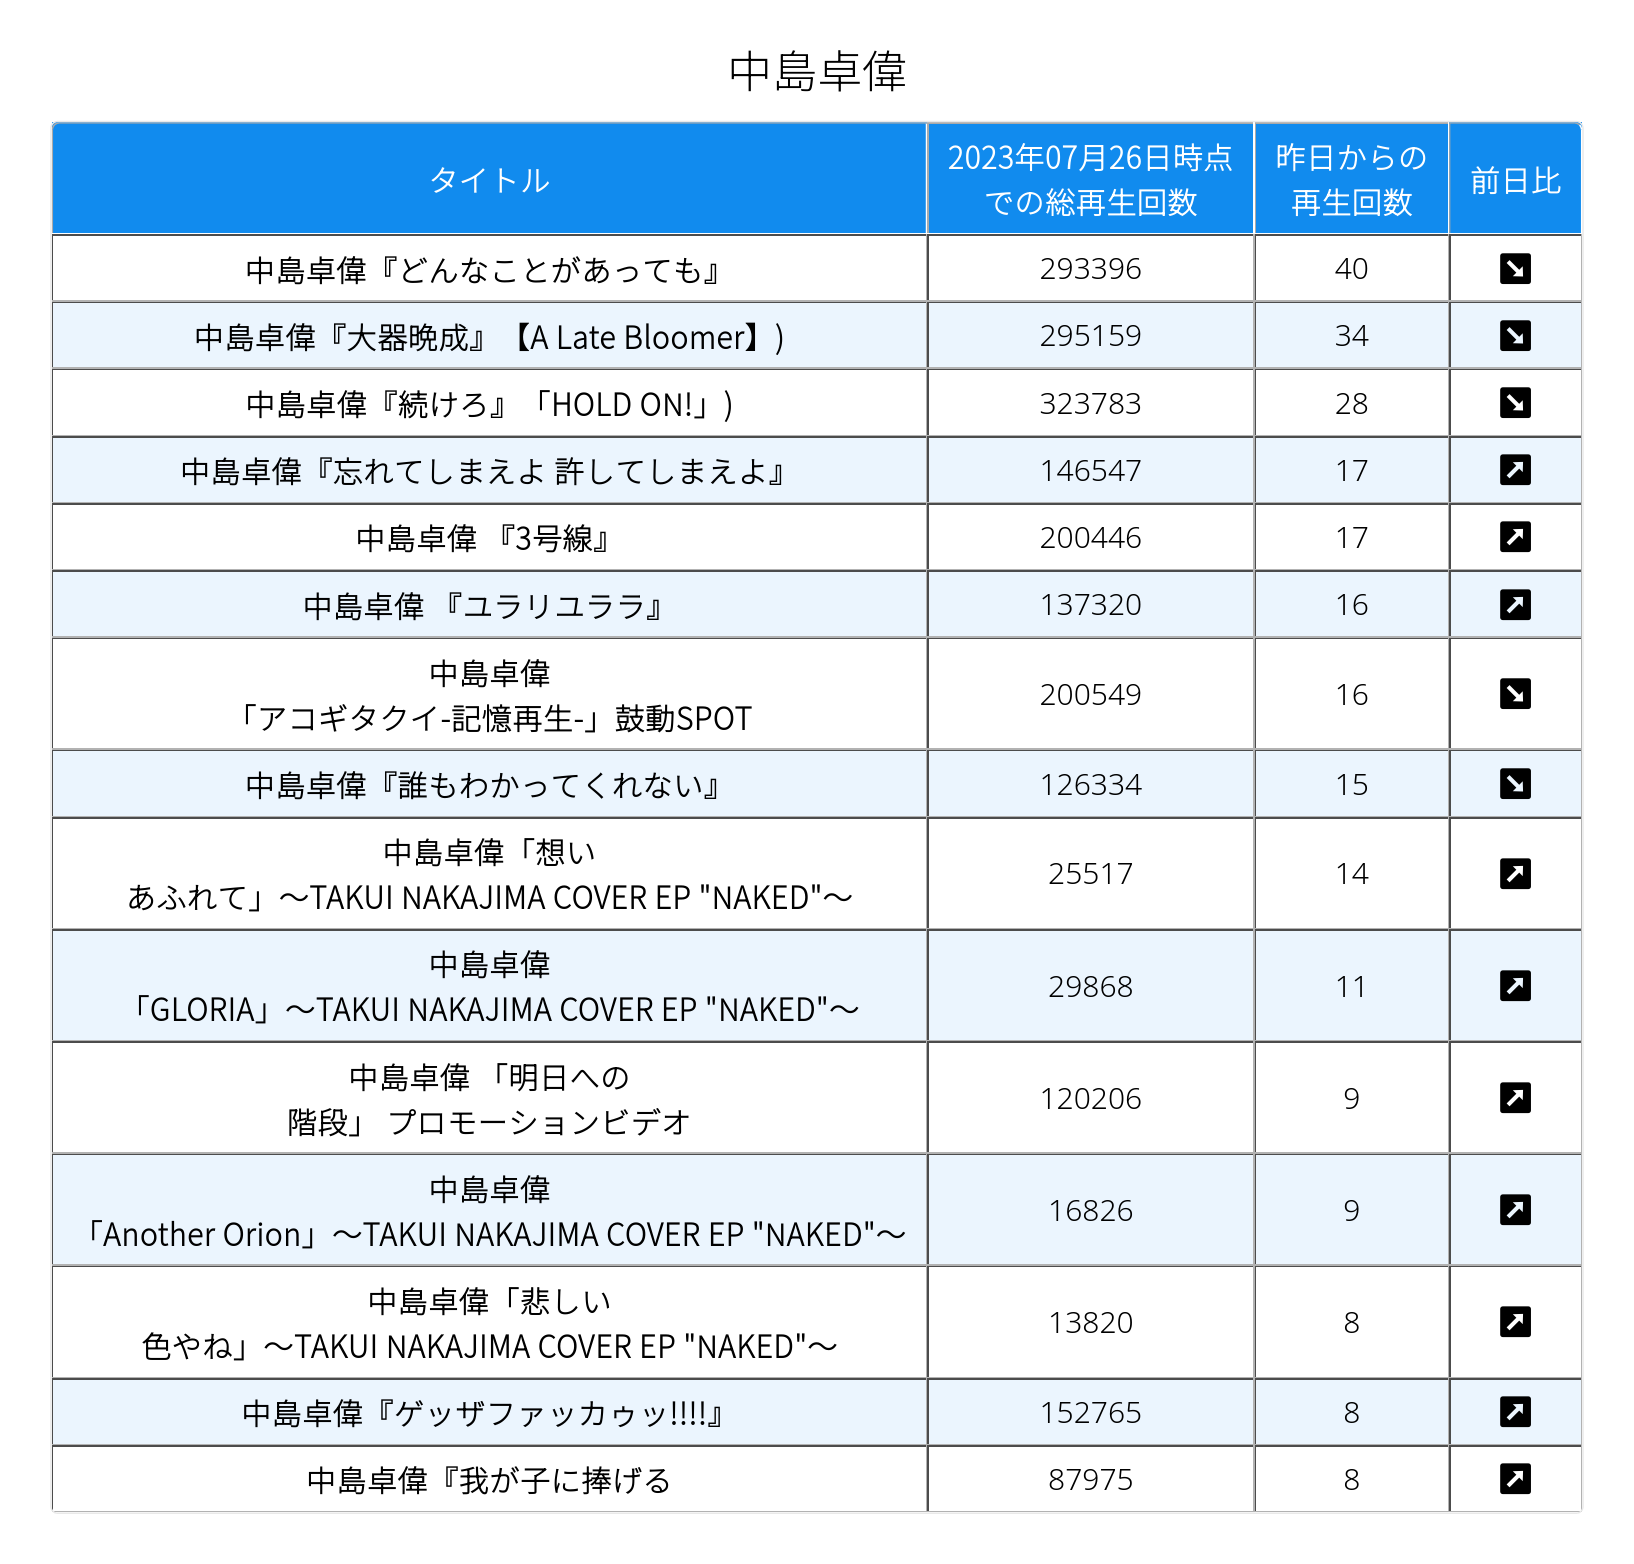 中島卓偉
タイトル
2023年07月26日時点
での総再生回数
昨日からの
再生回数
前日比
中島卓偉『どんなことがあっても』
293396
40
中島卓偉『大器晩成』【A Late Bloomer】)
295159
34
中島卓偉『続けろ』「HOLD ON!」)
323783
28
中島卓偉『忘れてしまえよ 許してしまえよ』
146547
17
中島卓偉 『3号線』
200446
17
中島卓偉 『ユラリユララ』
137320
16
中島卓偉
「アコギタクイ-記憶再生-」鼓動SPOT
200549
16
中島卓偉『誰もわかってくれない』
126334
15
中島卓偉「想い
あふれて」〜TAKUI NAKAJIMA COVER EP "NAKED"〜
25517
14
中島卓偉
「GLORIA」〜TAKUI NAKAJIMA COVER EP "NAKED"〜
29868
11
中島卓偉 「明日への
階段」 プロモーションビデオ
120206
9
中島卓偉
「Another Orion」〜TAKUI NAKAJIMA COVER EP "NAKED"〜
16826
9
中島卓偉「悲しい
色やね」〜TAKUI NAKAJIMA COVER EP "NAKED"〜
13820
8
中島卓偉『ゲッザファッカゥッ!!!!』
152765
8
中島卓偉『我が子に捧げる
87975
8